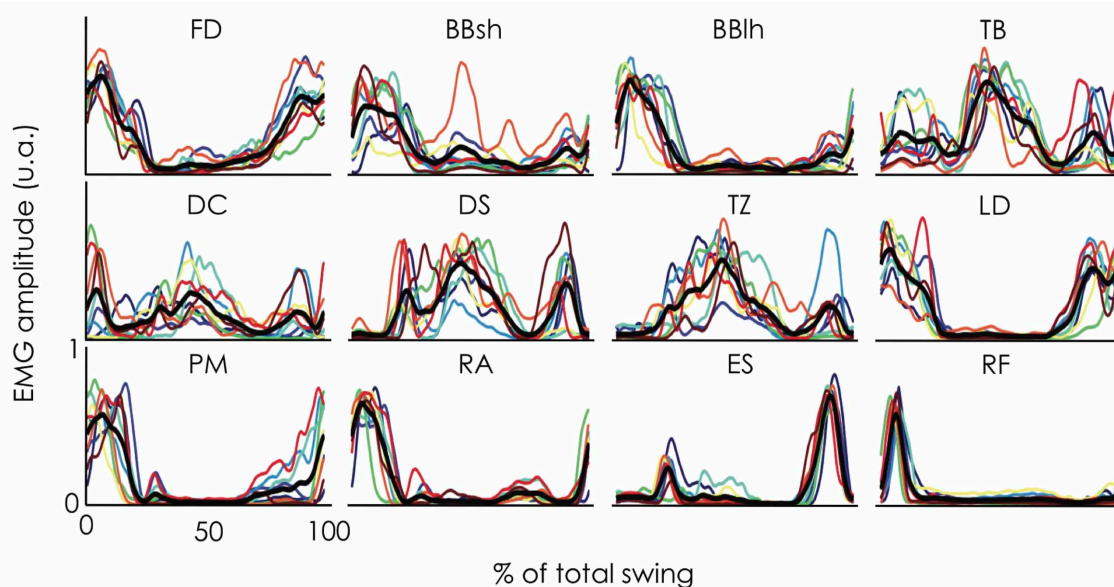 FD BBsh BBlh TB
DC DS TZ LD
PM RA ES RF
EMG amplitude (u.a.)
1
0
0 50 100
% of total swing